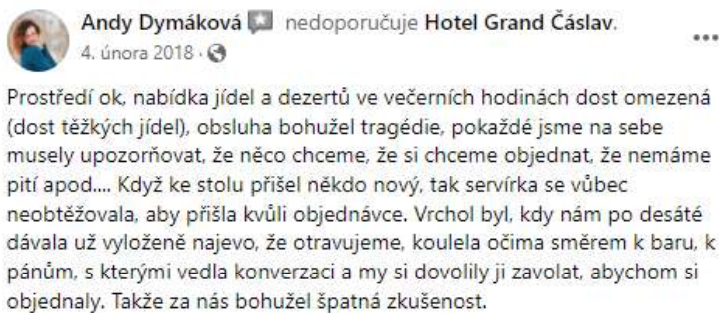 Andy Dymáková nedoporučuje Hotel Grand Čáslav.
4. února 2018 ·
Prostředí ok, nabídka jídel a dezertů ve večerních hodinách dost omezená
(dost těžkých jídel), obsluha bohužel tragédie, pokaždé jsme na sebe
musely upozorňovat, že něco chceme, že si chceme objednat, že nemáme
pití apod.... Když ke stolu přišel někdo nový, tak servírka se vůbec
neobtěžovala, aby přišla kvůli objednávce. Vrchol byl, kdy nám po desáté
dávala už vyloženě najevo, že otravujeme, koulela očima směrem k baru, k
pánům, s kterými vedla konverzaci a my si dovolily ji zavolat, abychom si
objednaly. Takže za nás bohužel špatná zkušenost.